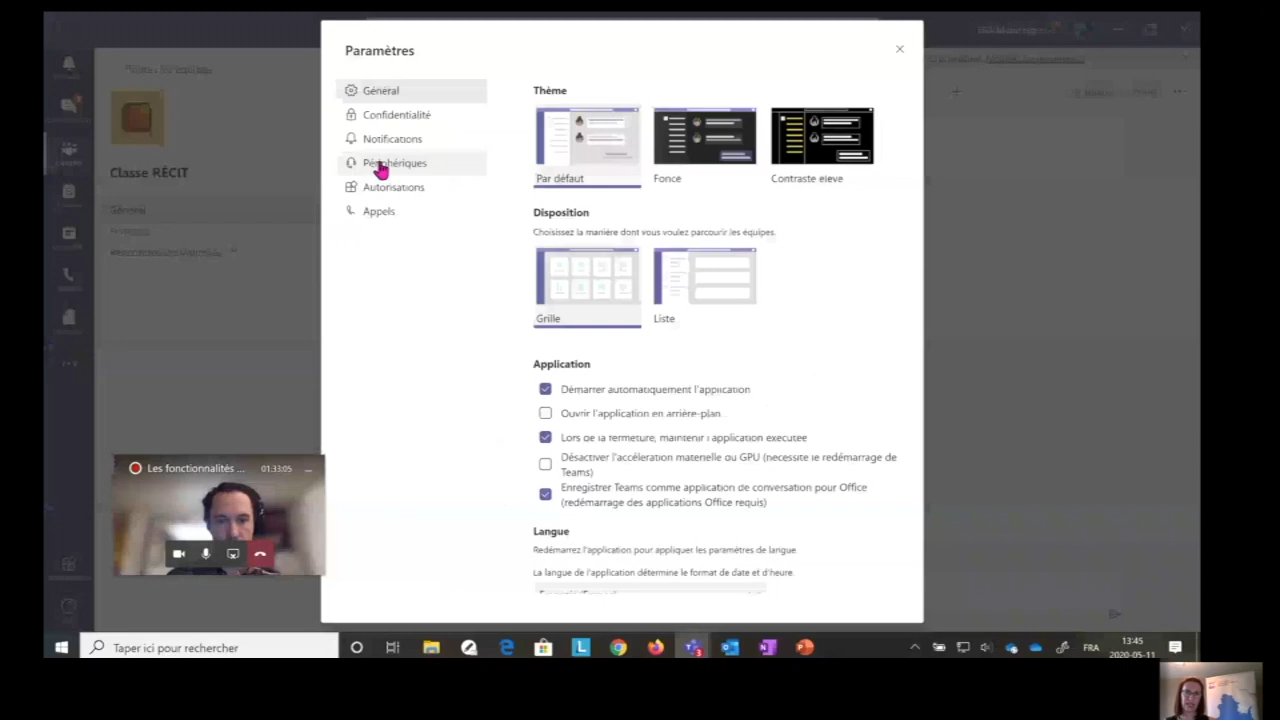 Paramètres
Général
Confidentialité
Notifications
Périphériques
Autorisations
Appels
Thème
Par défaut
Foncé
Contraste élevé
Disposition
Choisissez la manière dont vous voulez parcourir les équipes.
Grille
Liste
Application
Démarrer automatiquement l'application
Ouvrir l'application en arrière-plan
Lors de la fermeture, maintenir l'application exécutée
Désactiver l'accélération matérielle du GPU (nécessite le redémarrage de
Teams)
Enregistrer Teams comme application de conversation pour Office
(redémarrage des applications Office requis)
Langue
Redémarrez l'application pour appliquer les paramètres de langue.
La langue de l'application détermine le format de date et d'heure.
Classe RÉCIT
Général
Les fonctionnalités ...
01:33:05
Taper ici pour rechercher
FRA
13:45
2020-05-11